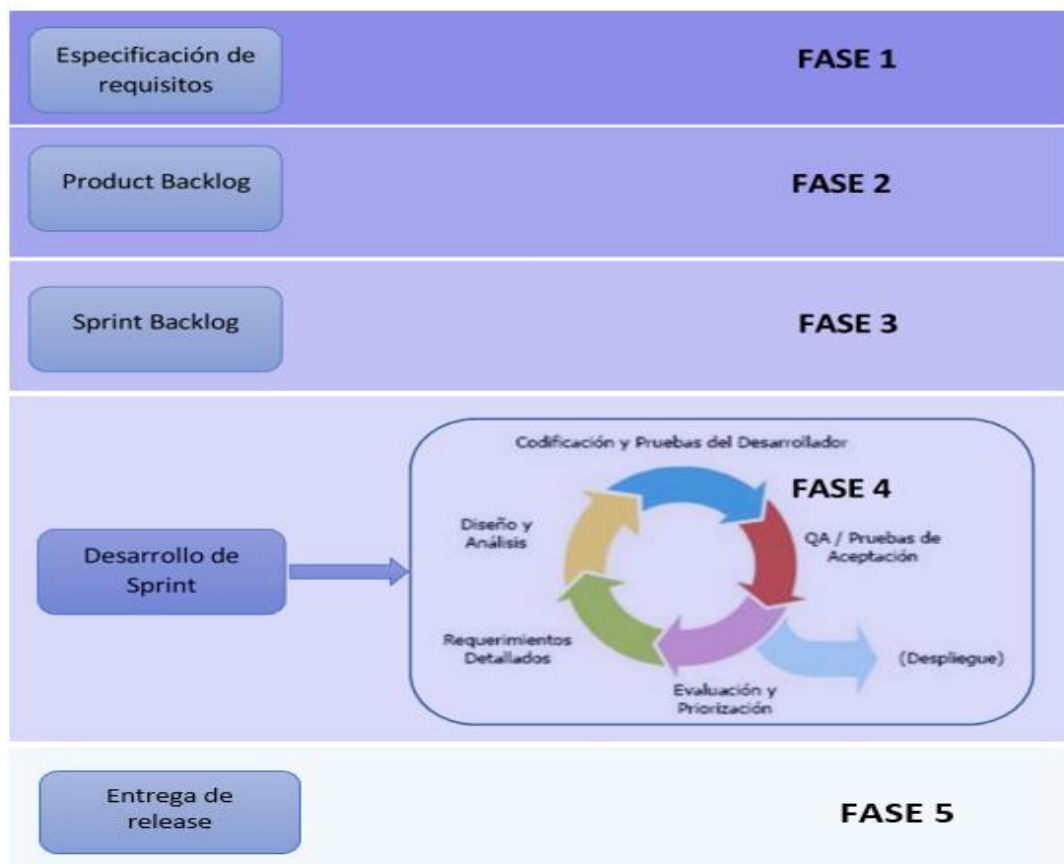 Especificación de
requisitos
FASE 1
Product Backlog
FASE 2
Sprint Backlog
FASE 3
Desarrollo de
Sprint
Codificación y Pruebas del Desarrollador
FASE 4
Diseño y
Análisis
QA / Pruebas de
Aceptación
Requerimientos
Detallados
(Despliegue)
Evaluación y
Priorización
Entrega de
release
FASE 5